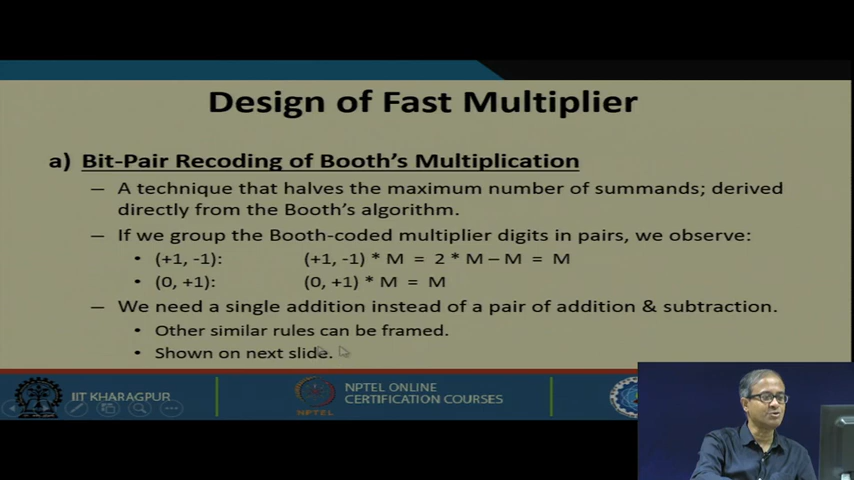 Design of Fast Multiplier
a) Bit-Pair Recoding of Booth's Multiplication
– A technique that halves the maximum number of summands; derived
directly from the Booth's algorithm.
– If we group the Booth-coded multiplier digits in pairs, we observe:
• (+1, -1): (+1, -1) * M = 2 * M – M = M
• (0, +1): (0, +1) * M = M
– We need a single addition instead of a pair of addition & subtraction.
• Other similar rules can be framed.
• Shown on next slide.
IIT KHARAGPUR
NPTEL
NPTEL ONLINE
CERTIFICATION COURSES